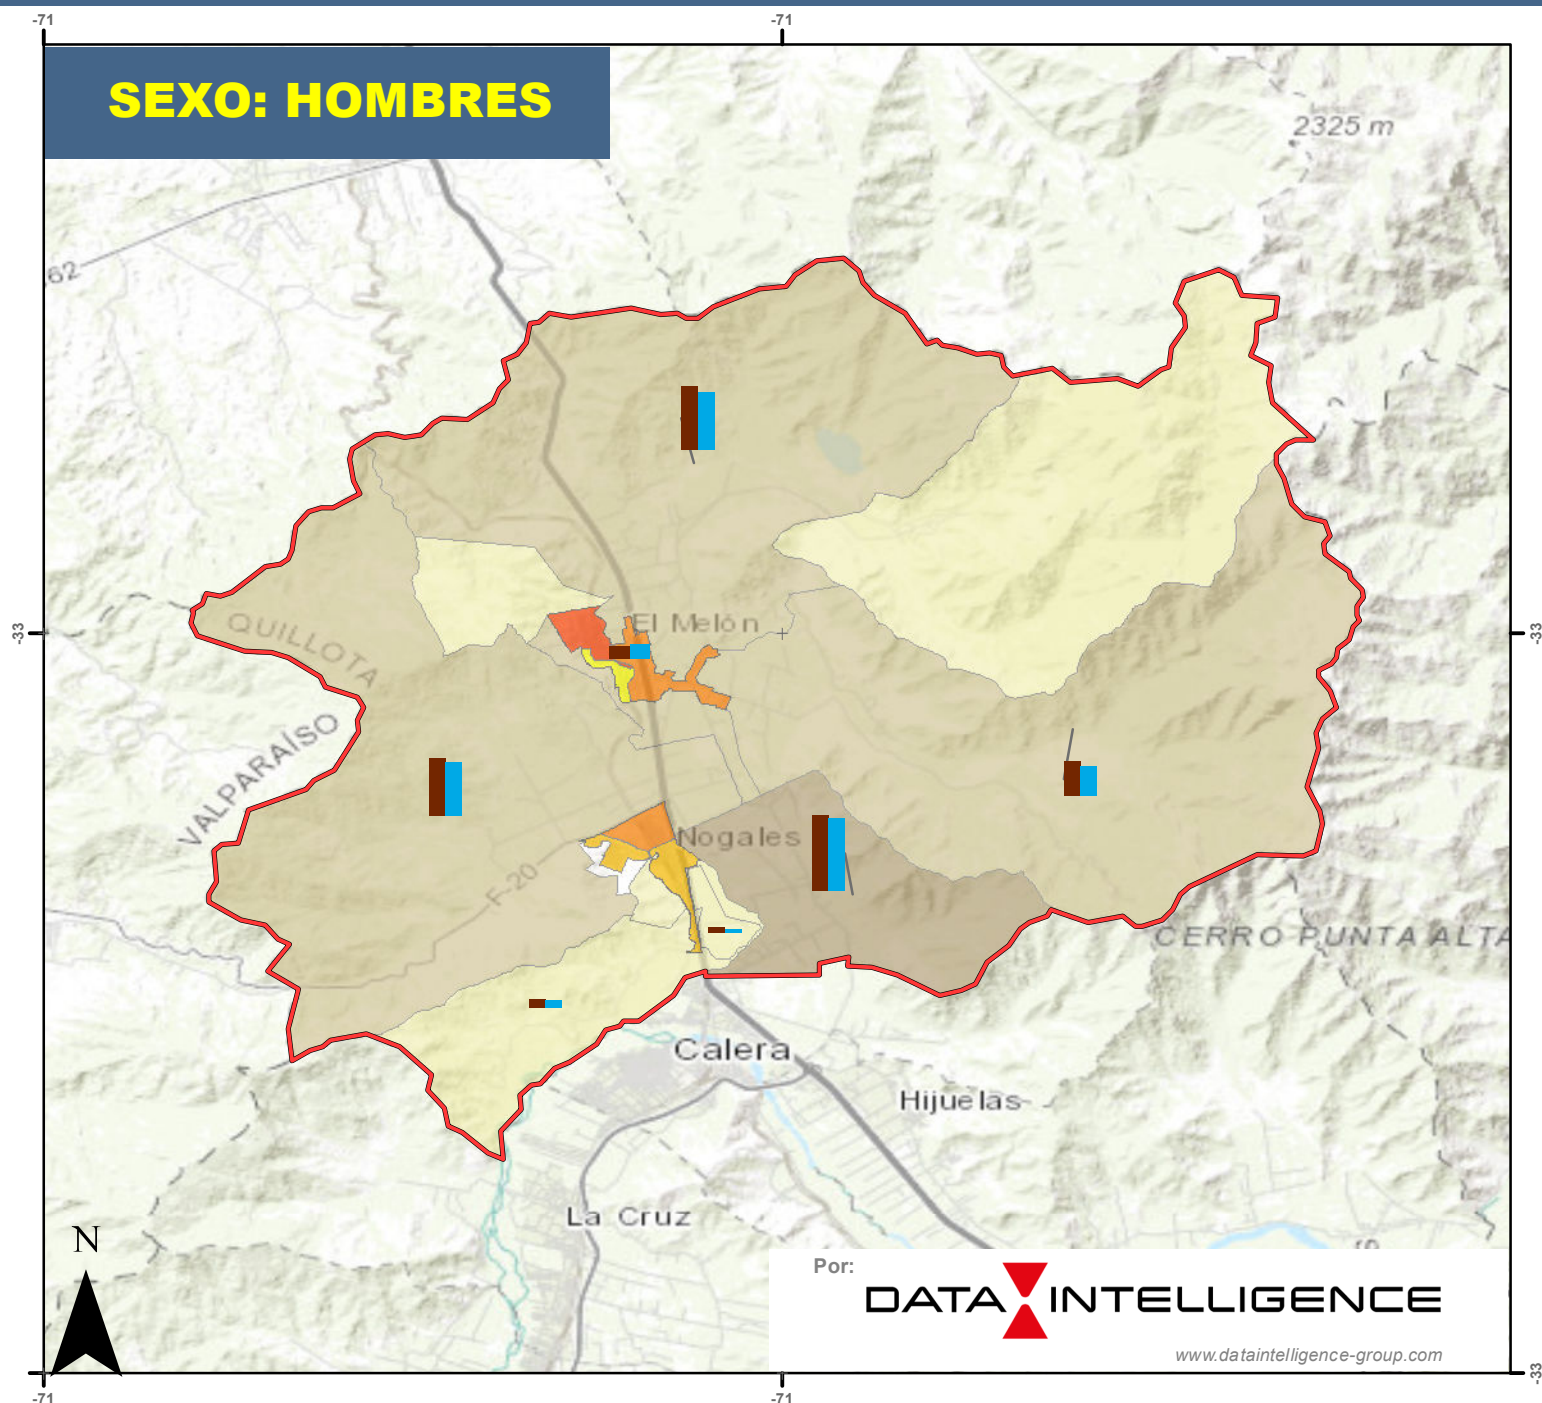 -71
-71
SEXO: HOMBRES
2325 m
62
QUILLOTA
El Melón
-33
-33
VALPARAÍSO
Nogales
F-20
CERRO PUNTA ALTA
Calera
Hijuelas
La Cruz
N
Por:
DATA INTELLIGENCE
www.dataintelligence-group.com
-33
-71
-71